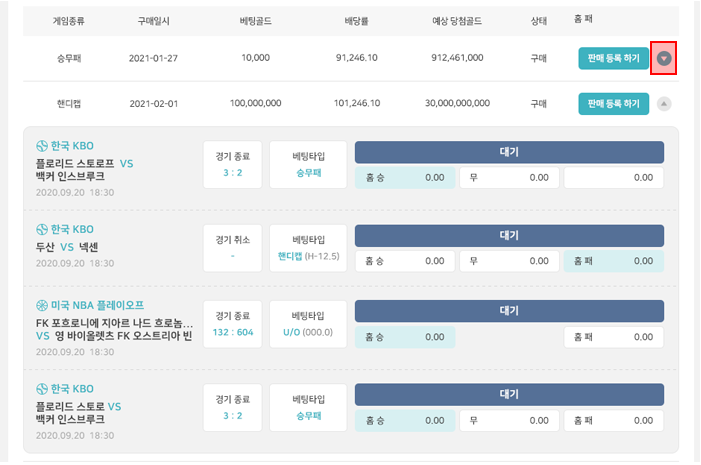 게임종류 구매일시 베팅골드 배당률 예상 당첨골드 상태 홈 패
승무패 2021-01-27 10,000 91,246.10 912,461,000 구매 판매 등록 하기
핸디캡 2021-02-01 100,000,000 101,246.10 30,000,000,000 구매 판매 등록 하기
한국 KBO
플로리드 스토로프 VS
백커 인스브루크
2020.09.20 18:30
경기 종료
3 : 2
베팅타입
승무패
대기
홈 승 0.00 무 0.00 0.00
한국 KBO
두산 VS 넥센
2020.09.20 18:30
경기 취소
-
베팅타입
핸디캡 (H-12.5)
대기
홈 승 0.00 무 0.00 홈 패 0.00
미국 NBA 플레이오프
FK 포흐로니에 지아르 나드 흐로놈...
VS 영 바이올렛츠 FK 오스트리아 빈
2020.09.20 18:30
경기 종료
132 : 604
베팅타입
U/O (000.0)
대기
홈 승 0.00 홈 패 0.00
한국 KBO
플로리드 스토로 VS
백커 인스브루크
2020.09.20 18:30
경기 종료
3 : 2
베팅타입
승무패
대기
홈 승 0.00 무 0.00 홈 패 0.00